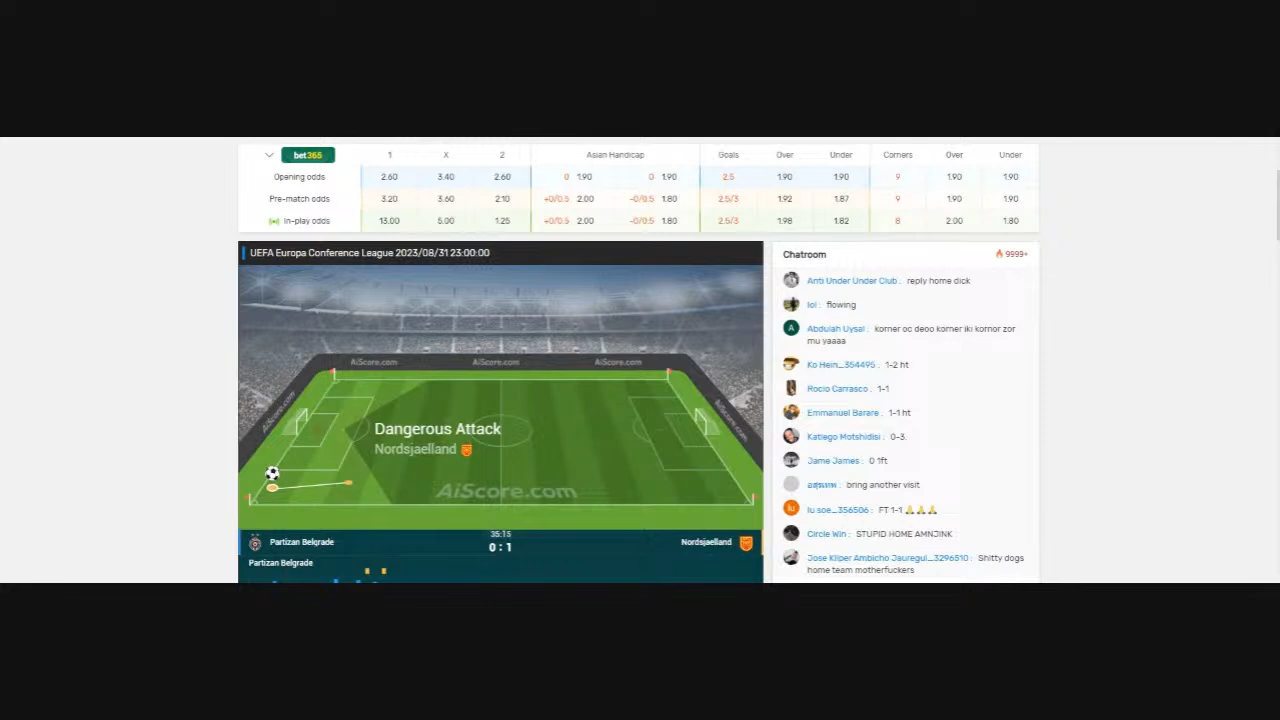 bet365 1 X 2 Asian Handicap Goals Over Under Corners Over Under
Opening odds 2.60 3.40 2.60 0 1.90 0 1.90 2.5 1.90 1.90 9 1.90 1.90
Pre-match odds 3.20 3.60 2.10 +0/0.5 2.00 -0/0.5 1.80 2.5/3 1.92 1.87 9 1.90 1.90
In-play odds 13.00 5.00 1.25 +0/0.5 2.00 -0/0.5 1.80 2.5/3 1.98 1.82 8 2.00 1.80
UEFA Europa Conference League 2023/08/31 23:00:00
AiScore.com AiScore.com AiScore.com
AiScore.com
AiScore.com
Dangerous Attack
Nordsjaelland
AiScore.com
35:15
Partizan Belgrade 0 : 1 Nordsjaelland
Partizan Belgrade
Chatroom 9999+
Anti Under Under Club : reply home dick
lol : flowing
A Abdulah Uysal : korner oc deoo korner iki kornor zor
mu yaaaa
Ko Hein_354495 : 1-2 ht
Rocio Carrasco : 1-1
Emmanuel Barare : 1-1 ht
Katlego Motshidisi : 0-3.
Jame James : 0 1ft
bring another visit
lu lu soe_356506 : FT 1-1 🙏🙏🙏
Circle Win : STUPID HOME AMNJINK
Jose Kliper Ambicho Jauregui_3296510 : Shitty dogs
home team motherfuckers